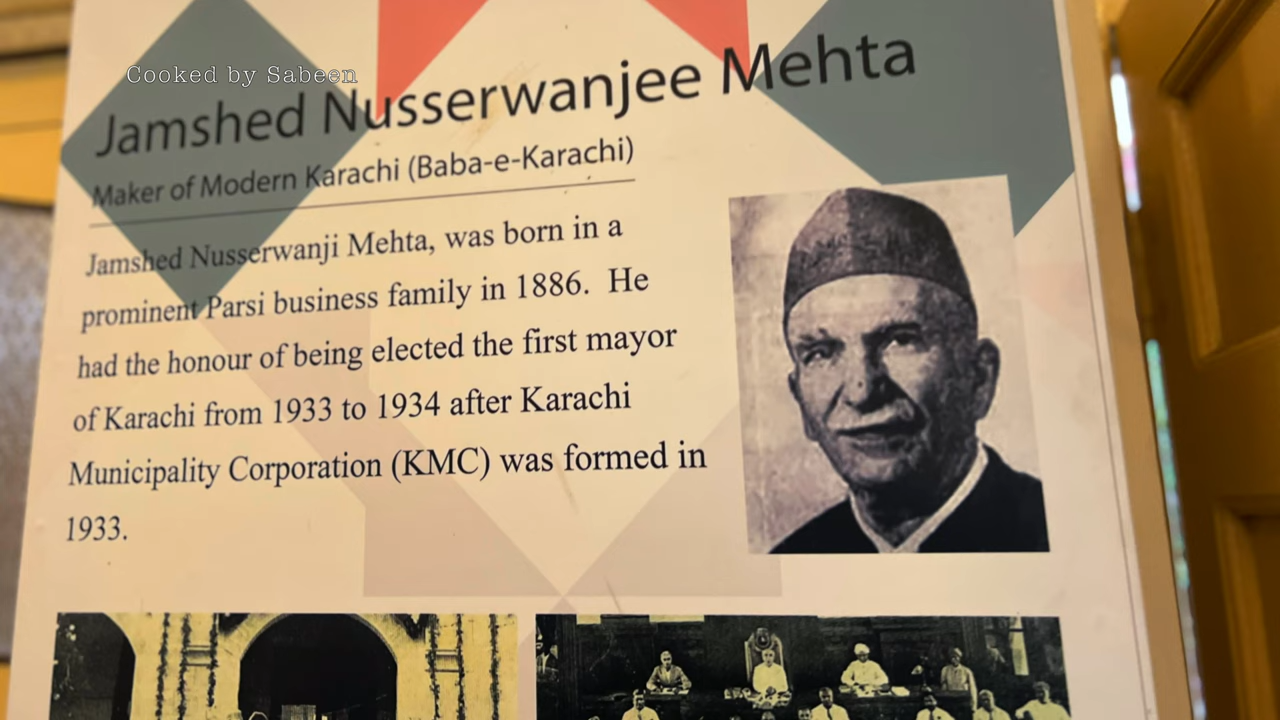 Cooked by Sabeen
Jamshed Nusserwanjee Mehta
Maker of Modern Karachi (Baba-e-Karachi)
Jamshed Nusserwanji Mehta, was born in a
prominent Parsi business family in 1886. He
had the honour of being elected the first mayor
of Karachi from 1933 to 1934 after Karachi
Municipality Corporation (KMC) was formed in
1933.